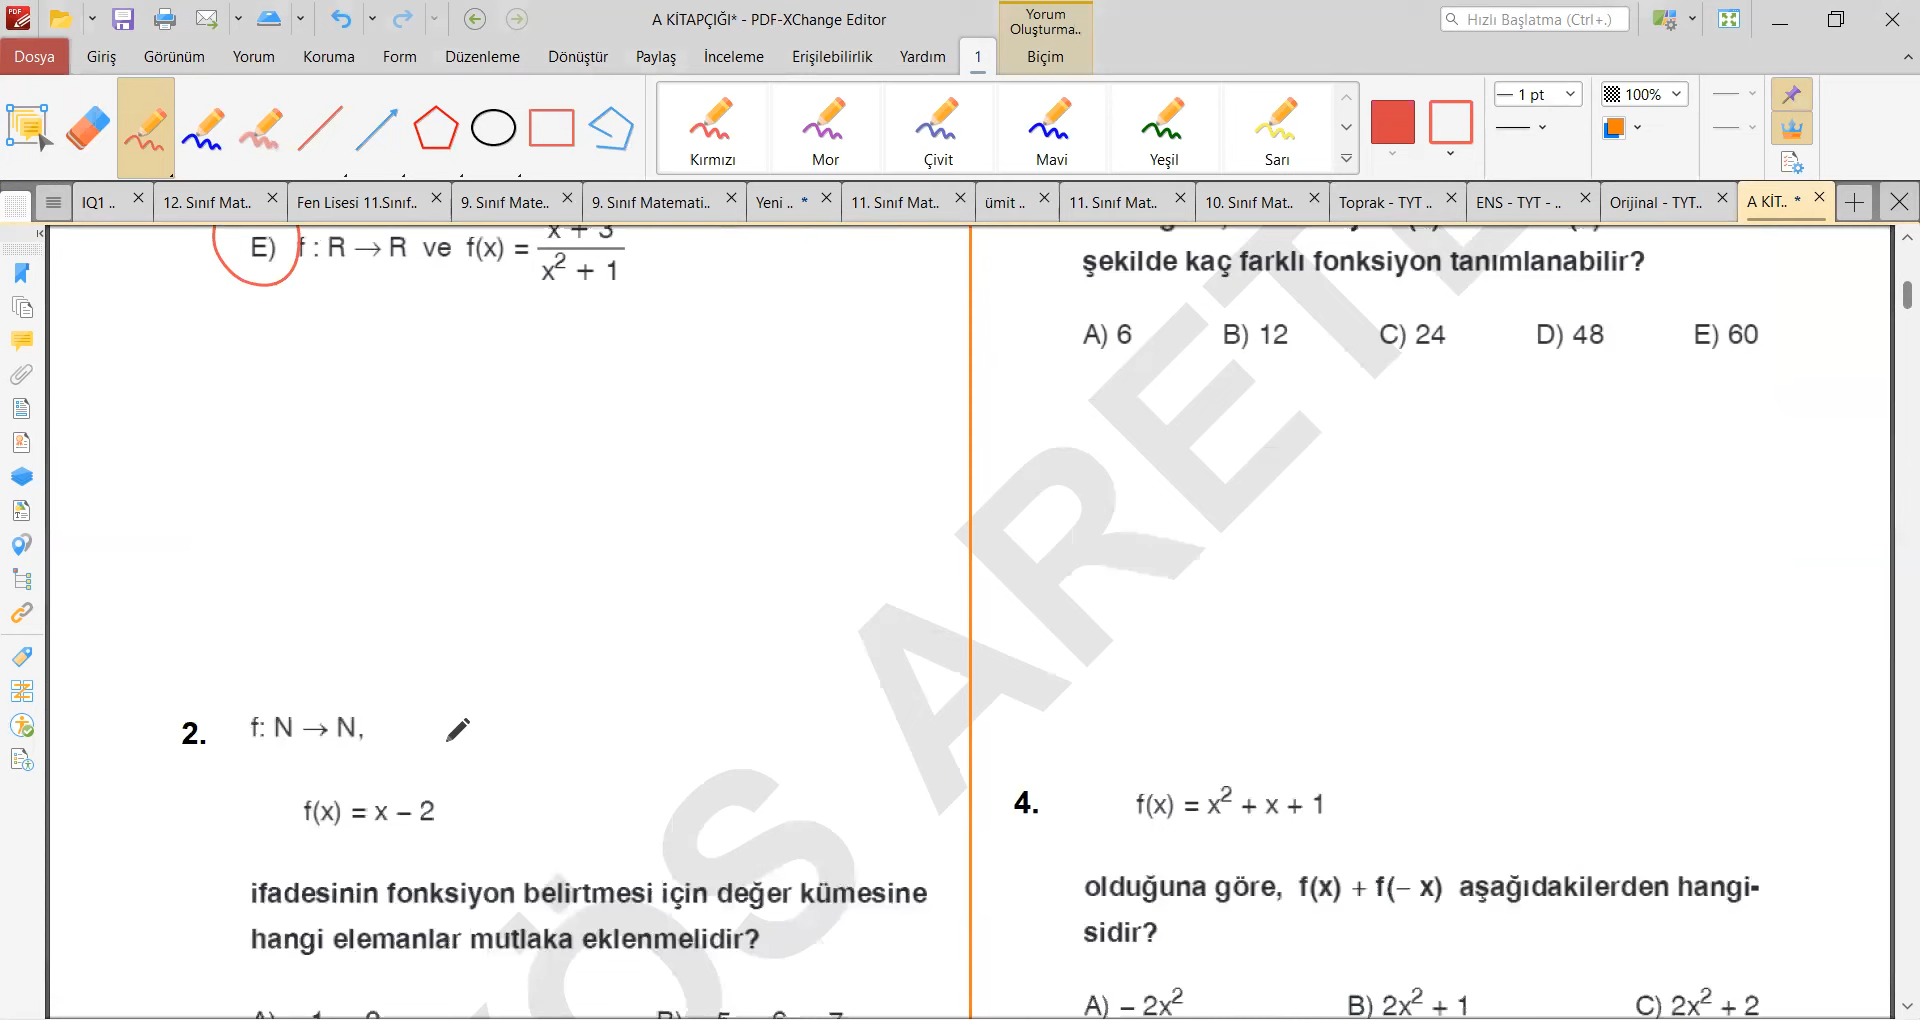 A KİTAPÇIĞI* - PDF-XChange Editor
Yorum
Oluşturma..
Hızlı Başlatma (Ctrl+.)
Dosya Giriş Görünüm Yorum Koruma Form Düzenleme Dönüştür Paylaş İnceleme Erişilebilirlik Yardım 1 Biçim
1 pt 100%
Kırmızı Mor Çivit Mavi Yeşil Sarı
IQ1 .. 12. Sınıf Mat.. Fen Lisesi 11.Sınıf.. 9. Sınıf Mate.. 9. Sınıf Matemati.. Yeni .. * 11. Sınıf Mat.. ümit .. 11. Sınıf Mat.. 10. Sınıf Mat.. Toprak - TYT .. ENS - TYT - .. Orijinal - TYT.. A KİT.. *
E) f : R → R ve f(x) = x + 3 / x² + 1
2. f: N → N,
f(x) = x – 2
ifadesinin fonksiyon belirtmesi için değer kümesine
hangi elemanlar mutlaka eklenmelidir?
şekilde kaç farklı fonksiyon tanımlanabilir?
A) 6 B) 12 C) 24 D) 48 E) 60
4. f(x) = x² + x + 1
olduğuna göre, f(x) + f(– x) aşağıdakilerden hangi-
sidir?
A) – 2x² B) 2x² + 1 C) 2x² + 2